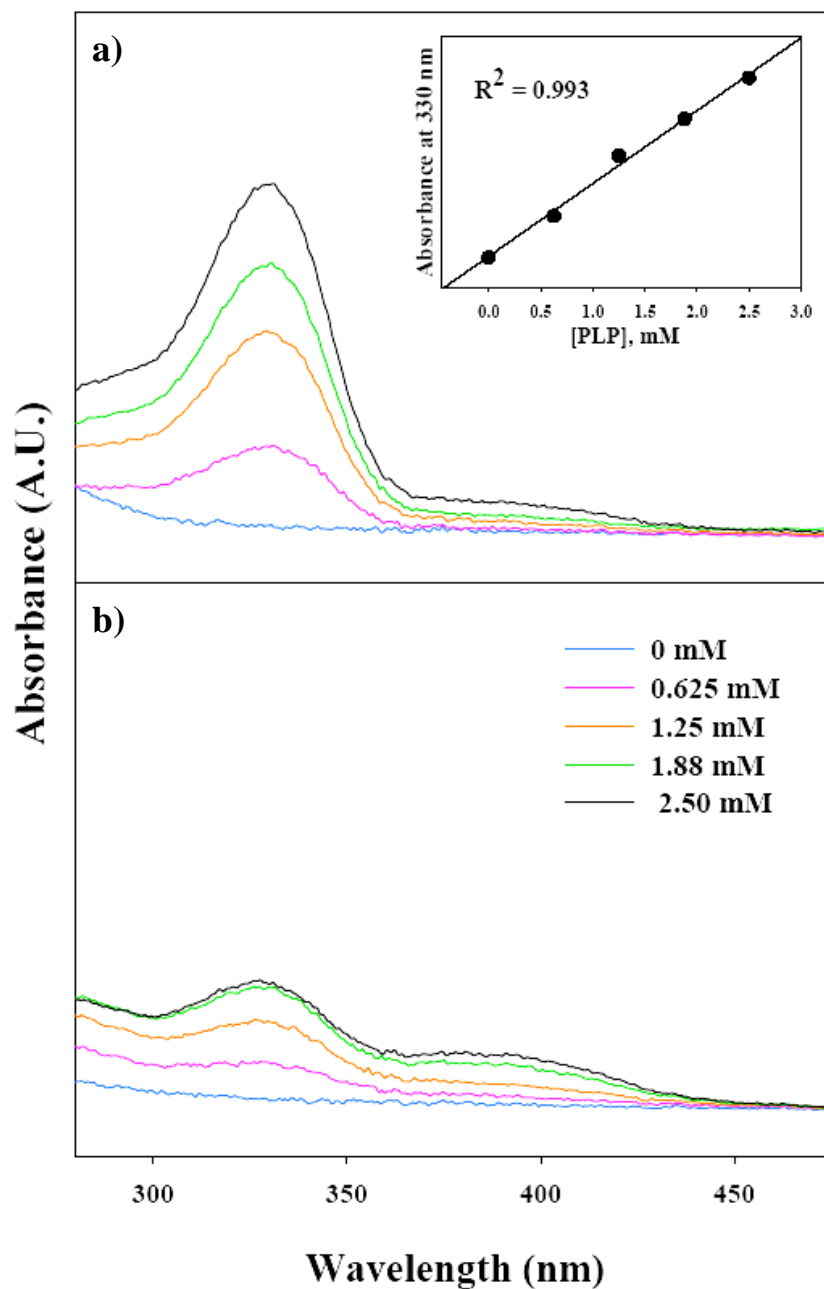 a)
R² = 0.993
Absorbance at 330 nm
0.0 0.5 1.0 1.5 2.0 2.5 3.0
[PLP], mM
Absorbance (A.U.)
b)
0 mM
0.625 mM
1.25 mM
1.88 mM
2.50 mM
300 350 400 450
Wavelength (nm)